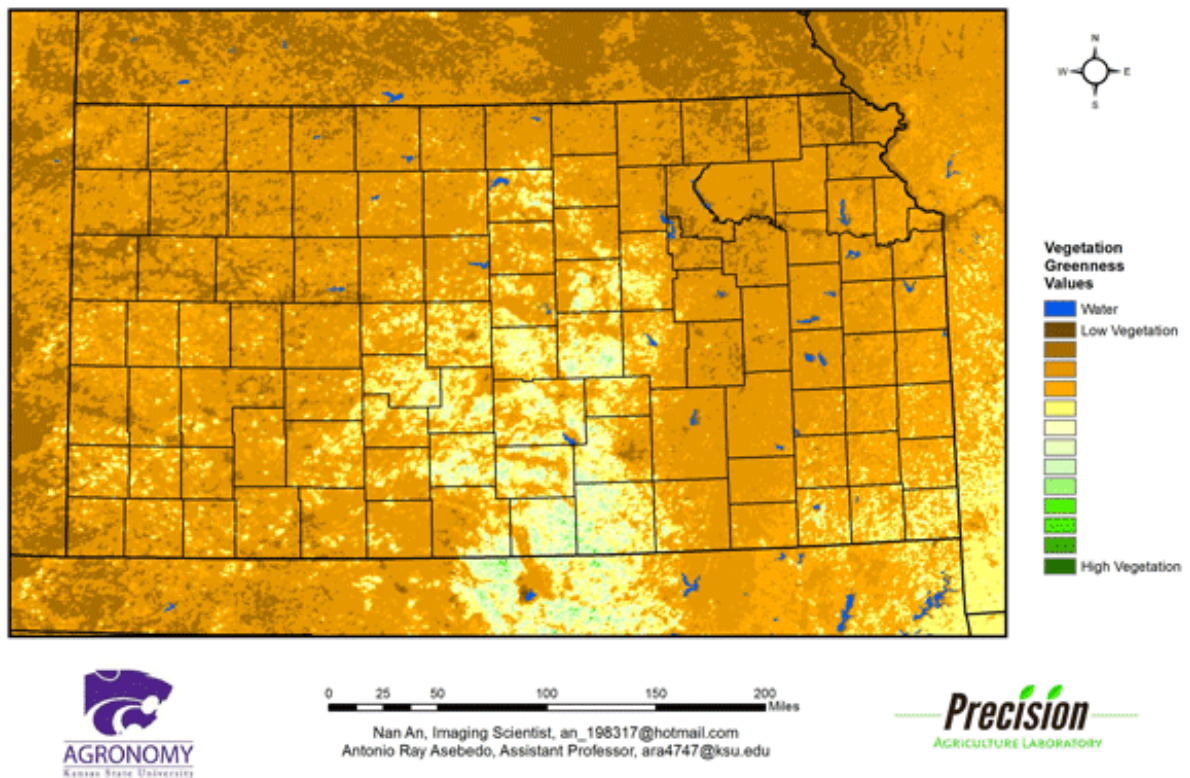 N
W E
S
Vegetation
Greenness
Values
Water
Low Vegetation
High Vegetation
0 25 50 100 150 200
Miles
Nan An, Imaging Scientist, an_198317@hotmail.com
Antonio Ray Asebedo, Assistant Professor, ara4747@ksu.edu
AGRONOMY
Kansas State University
Precision
AGRICULTURE LABORATORY